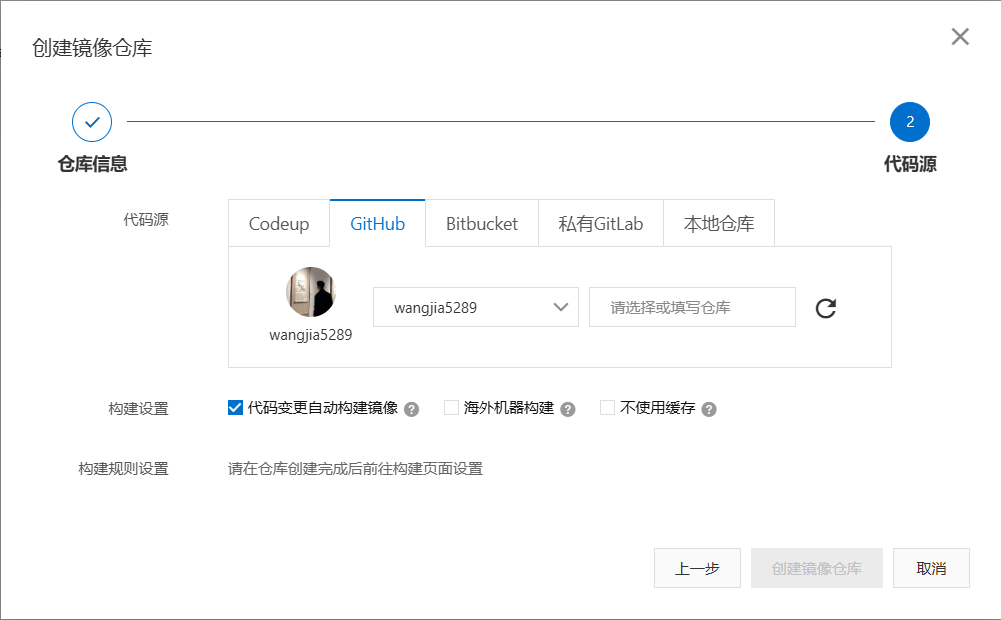 创建镜像仓库
2
仓库信息
代码源
代码源
Codeup
GitHub
Bitbucket
私有GitLab
本地仓库
wangjia5289
请选择或填写仓库
wangjia5289
构建设置
代码变更自动构建镜像 ?
海外机器构建 ?
不使用缓存 ?
构建规则设置
请在仓库创建完成后前往构建页面设置
上一步
创建镜像仓库
取消